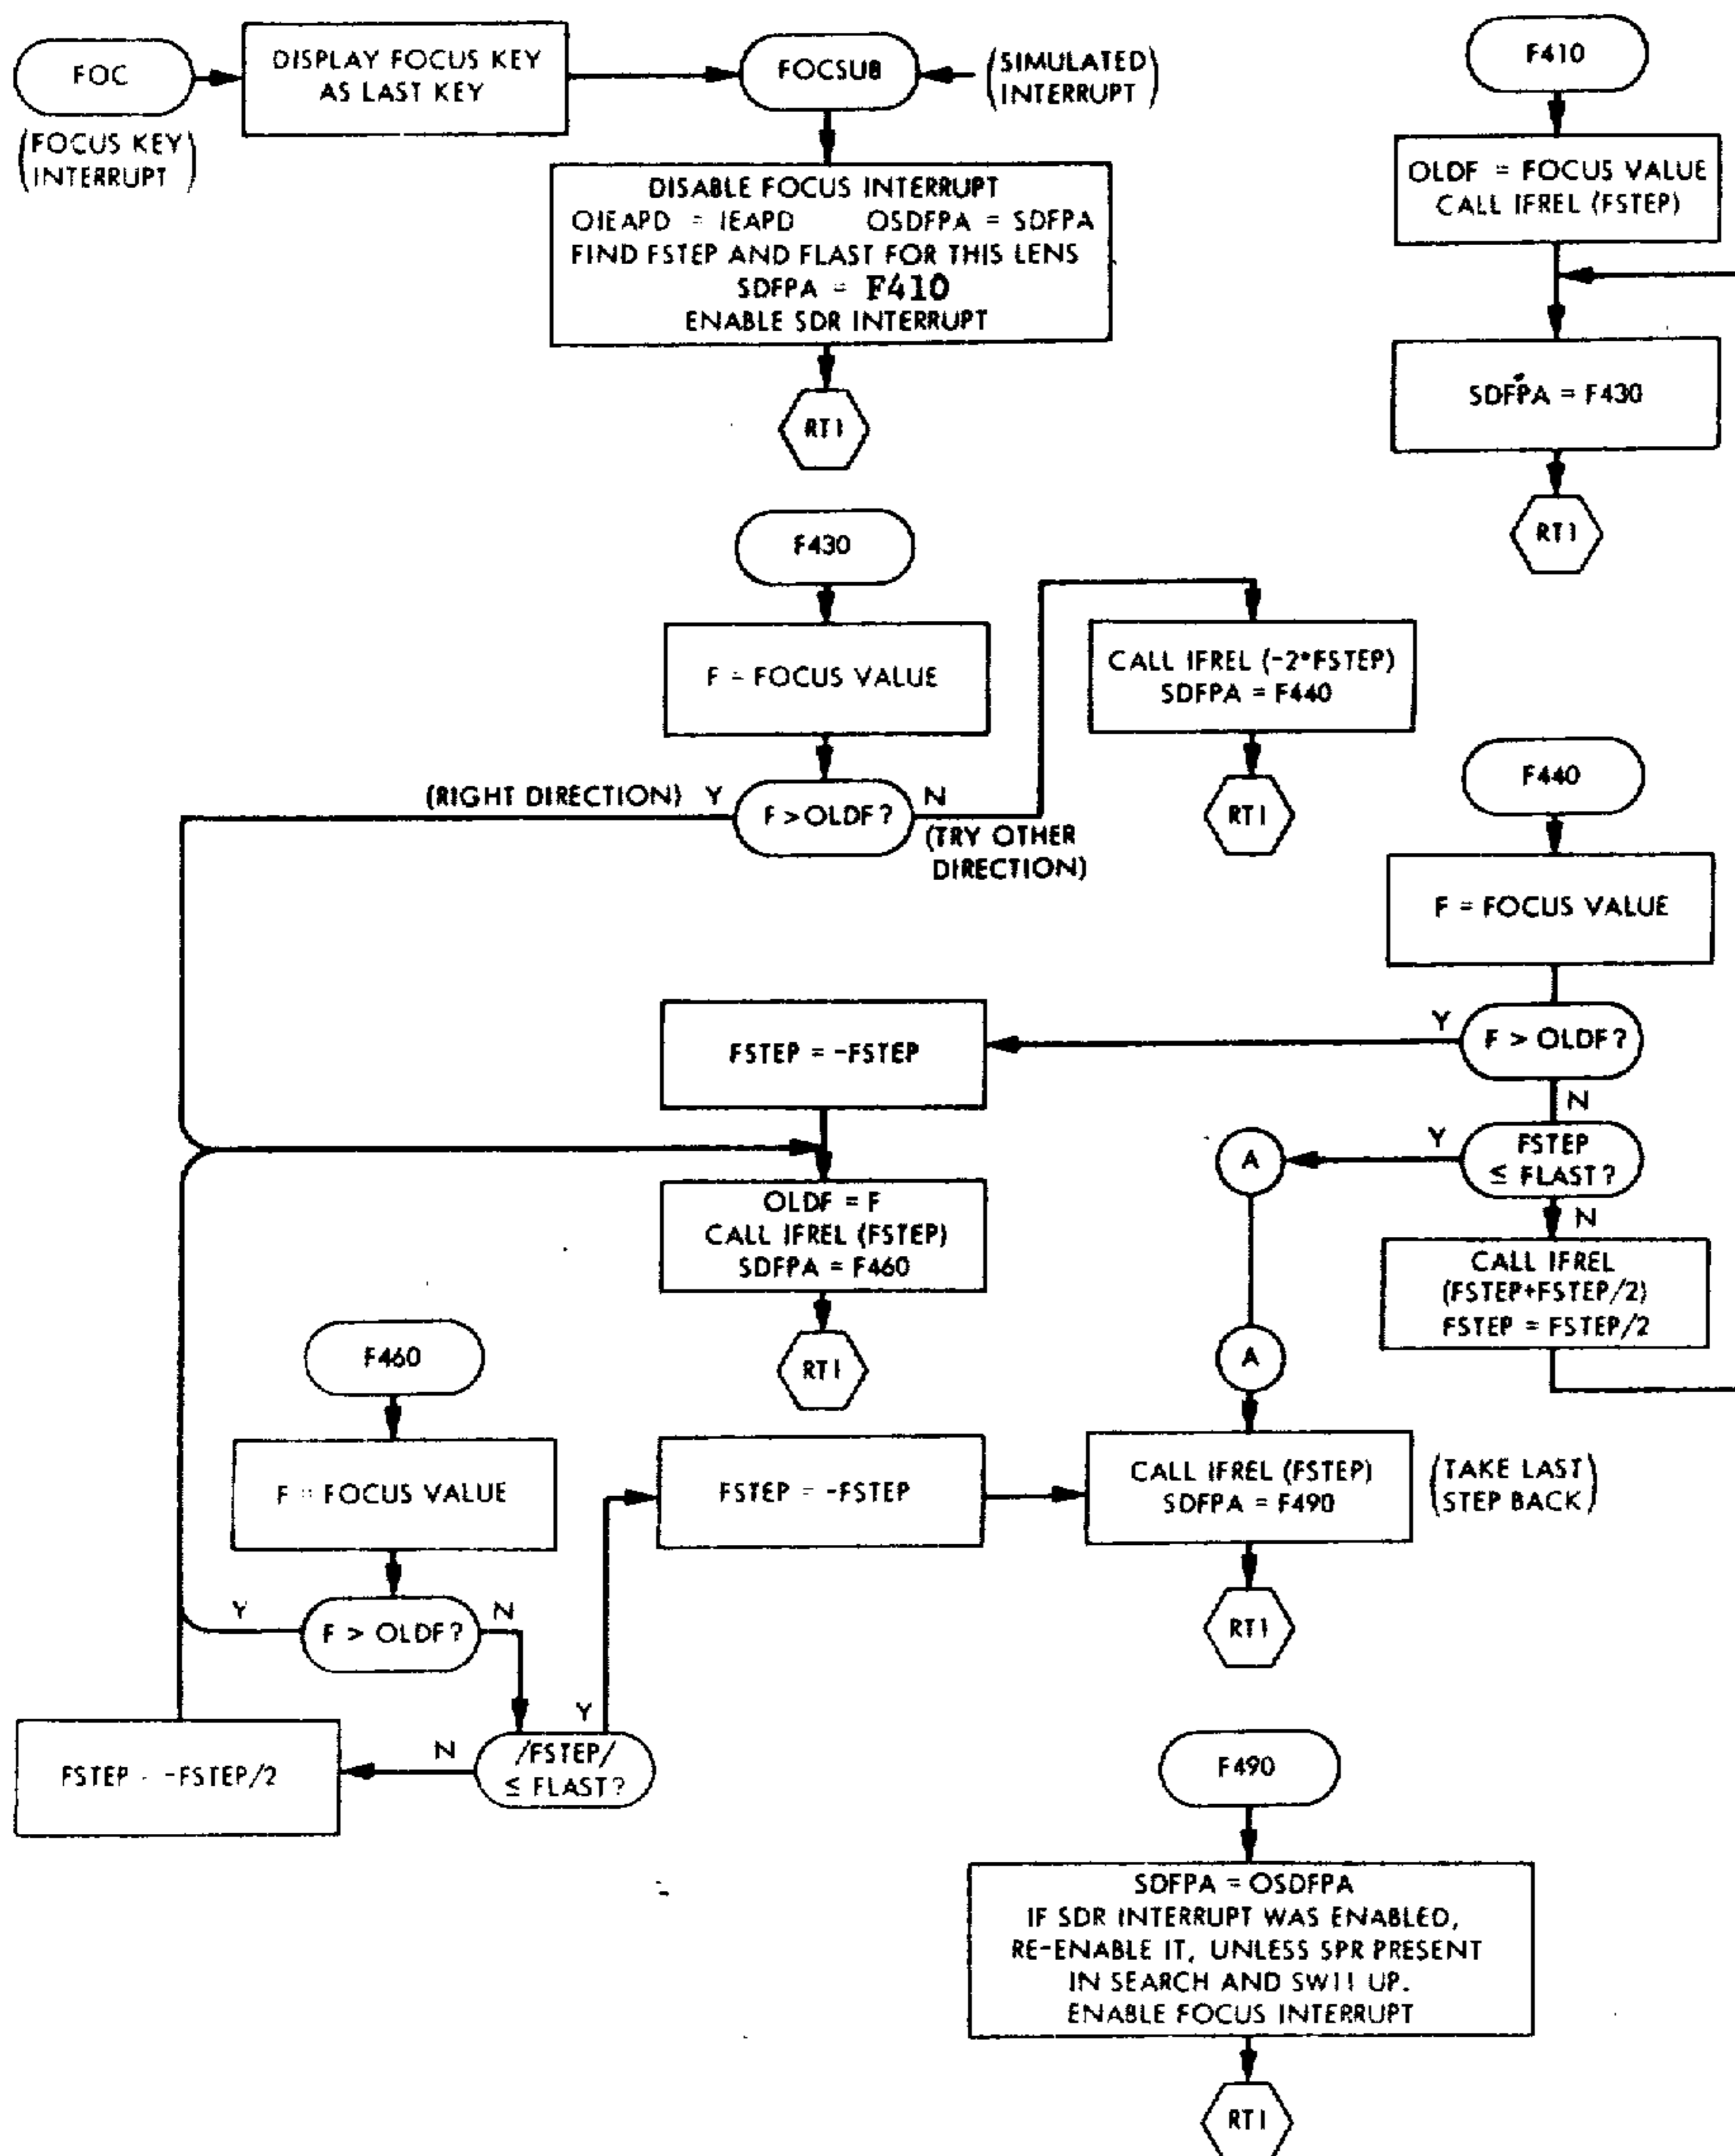 FOC
(FOCUS KEY
INTERRUPT)
DISPLAY FOCUS KEY
AS LAST KEY
FOCSUB
(SIMULATED
INTERRUPT)
DISABLE FOCUS INTERRUPT
OIEAPD = IEAPD OSDFPA = SDFPA
FIND FSTEP AND FLAST FOR THIS LENS
SDFPA = F410
ENABLE SDR INTERRUPT
RTI
F410
OLDF = FOCUS VALUE
CALL IFREL (FSTEP)
SDFPA = F430
RTI
F430
F = FOCUS VALUE
F > OLDF?
(RIGHT DIRECTION) Y
N
(TRY OTHER
DIRECTION)
CALL IFREL (-2*FSTEP)
SDFPA = F440
RTI
F440
F = FOCUS VALUE
F > OLDF?
Y
N
FSTEP = -FSTEP
FSTEP
≤ FLAST?
Y
N
A
A
CALL IFREL
(FSTEP+FSTEP/2)
FSTEP = FSTEP/2
OLDF = F
CALL IFREL (FSTEP)
SDFPA = F460
RTI
F460
F = FOCUS VALUE
F > OLDF?
Y
N
/FSTEP/
≤ FLAST?
Y
N
FSTEP - -FSTEP/2
FSTEP = -FSTEP
CALL IFREL (FSTEP)
SDFPA = F490
(TAKE LAST
STEP BACK)
RTI
F490
SDFPA = OSDFPA
IF SDR INTERRUPT WAS ENABLED,
RE-ENABLE IT, UNLESS SPR PRESENT
IN SEARCH AND SW11 UP.
ENABLE FOCUS INTERRUPT
RTI